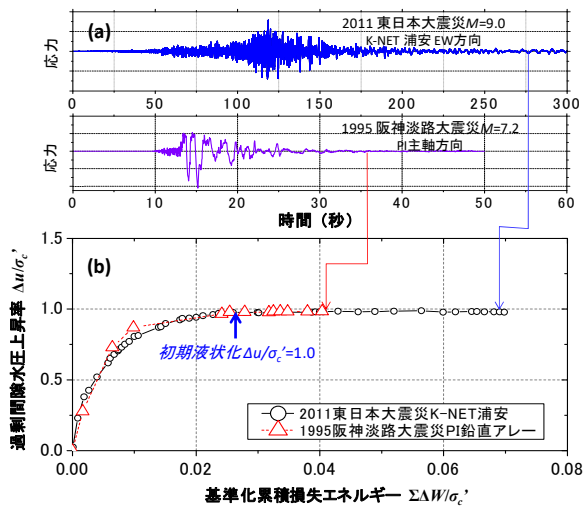 (a)
2011 東日本大震災M=9.0
K-NET 浦安 EW方向
応力
0 50 100 150 200 250 300
1995 阪神淡路大震災M=7.2
PI主軸方向
応力
0 10 20 30 40 50 60
時間（秒）
(b)
過剰間隙水圧上昇率 Δu/σc'
1.5
1.0
0.5
0.0
初期液状化Δu/σc'=1.0
2011東日本大震災K-NET浦安
1995阪神淡路大震災PI鉛直アレー
0.00 0.02 0.04 0.06 0.08
基準化累積損失エネルギー ΣΔW/σc'